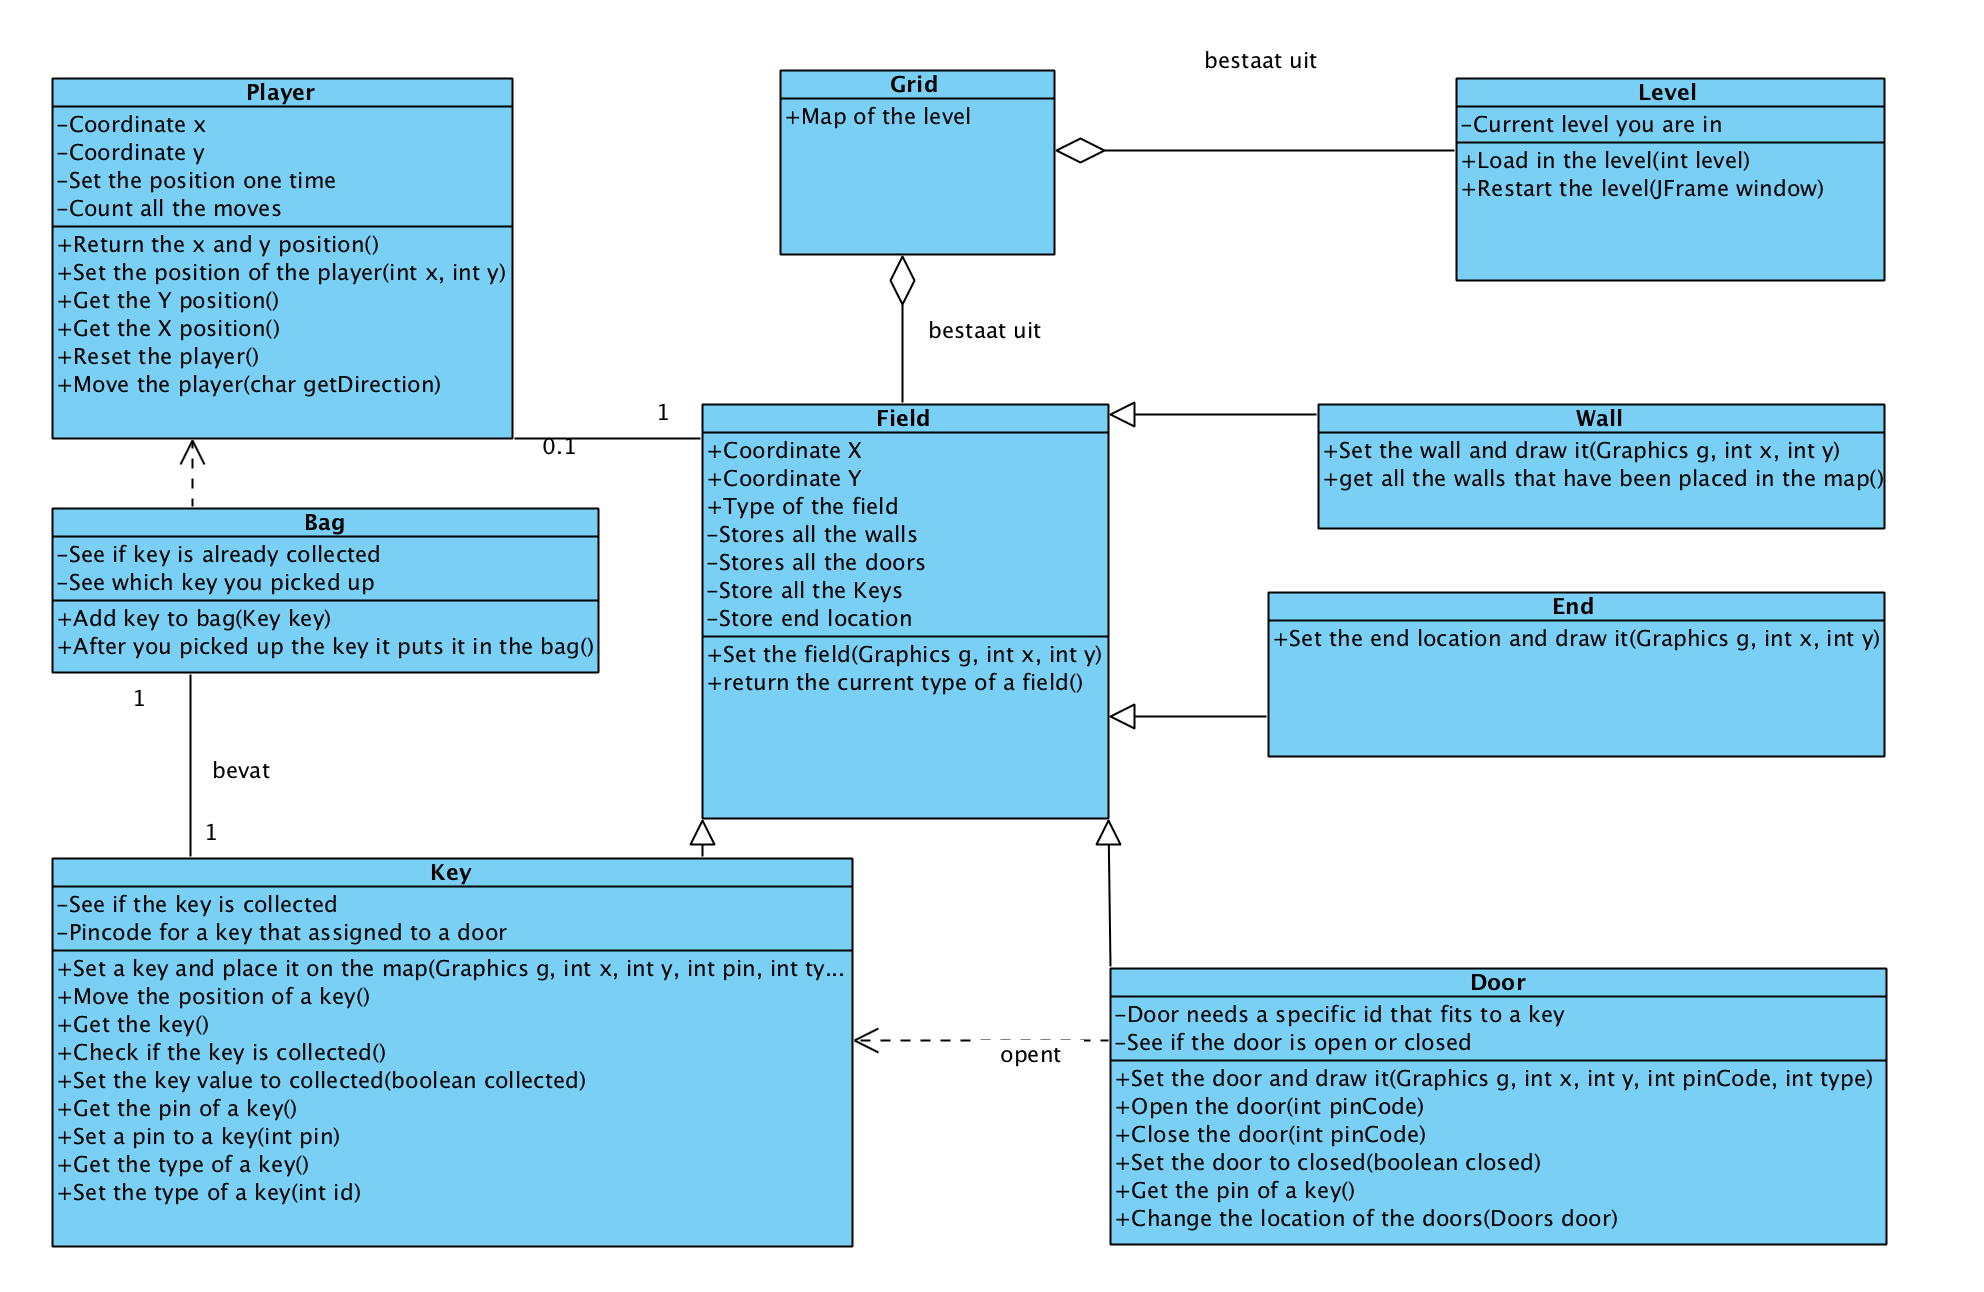 Player
-Coordinate x
-Coordinate y
-Set the position one time
-Count all the moves
+Return the x and y position()
+Set the position of the player(int x, int y)
+Get the Y position()
+Get the X position()
+Reset the player()
+Move the player(char getDirection)
Grid
+Map of the level
bestaat uit
Level
-Current level you are in
+Load in the level(int level)
+Restart the level(JFrame window)
bestaat uit
1
0.1
Field
+Coordinate X
+Coordinate Y
+Type of the field
-Stores all the walls
-Stores all the doors
-Store all the Keys
-Store end location
+Set the field(Graphics g, int x, int y)
+return the current type of a field()
Wall
+Set the wall and draw it(Graphics g, int x, int y)
+get all the walls that have been placed in the map()
Bag
-See if key is already collected
-See which key you picked up
+Add key to bag(Key key)
+After you picked up the key it puts it in the bag()
End
+Set the end location and draw it(Graphics g, int x, int y)
1
bevat
1
Key
-See if the key is collected
-Pincode for a key that assigned to a door
+Set a key and place it on the map(Graphics g, int x, int y, int pin, int ty...
+Move the position of a key()
+Get the key()
+Check if the key is collected()
+Set the key value to collected(boolean collected)
+Get the pin of a key()
+Set a pin to a key(int pin)
+Get the type of a key()
+Set the type of a key(int id)
opent
Door
-Door needs a specific id that fits to a key
-See if the door is open or closed
+Set the door and draw it(Graphics g, int x, int y, int pinCode, int type)
+Open the door(int pinCode)
+Close the door(int pinCode)
+Set the door to closed(boolean closed)
+Get the pin of a key()
+Change the location of the doors(Doors door)